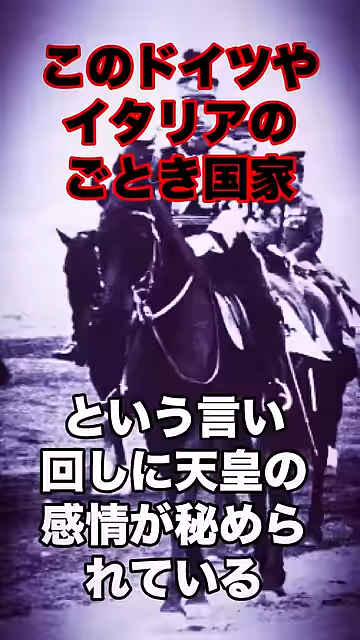 このドイツや
イタリアの
ごとき国家
という言い
回しに天皇の
感情が秘めら
れている